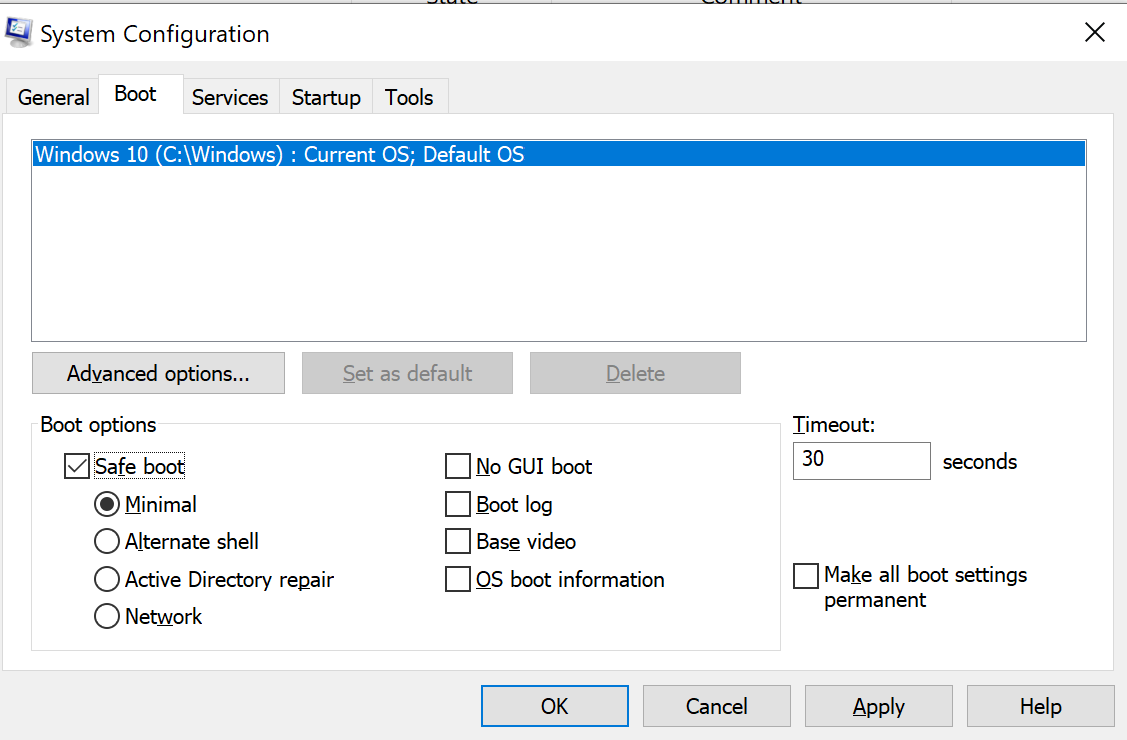 State Comment
System Configuration
General Boot Services Startup Tools
Windows 10 (C:\Windows) : Current OS; Default OS
Advanced options... Set as default Delete
Boot options
Timeout:
Safe boot No GUI boot
30 seconds
Minimal Boot log
Alternate shell Base video
Active Directory repair OS boot information
Make all boot settings
permanent
Network
OK Cancel Apply Help